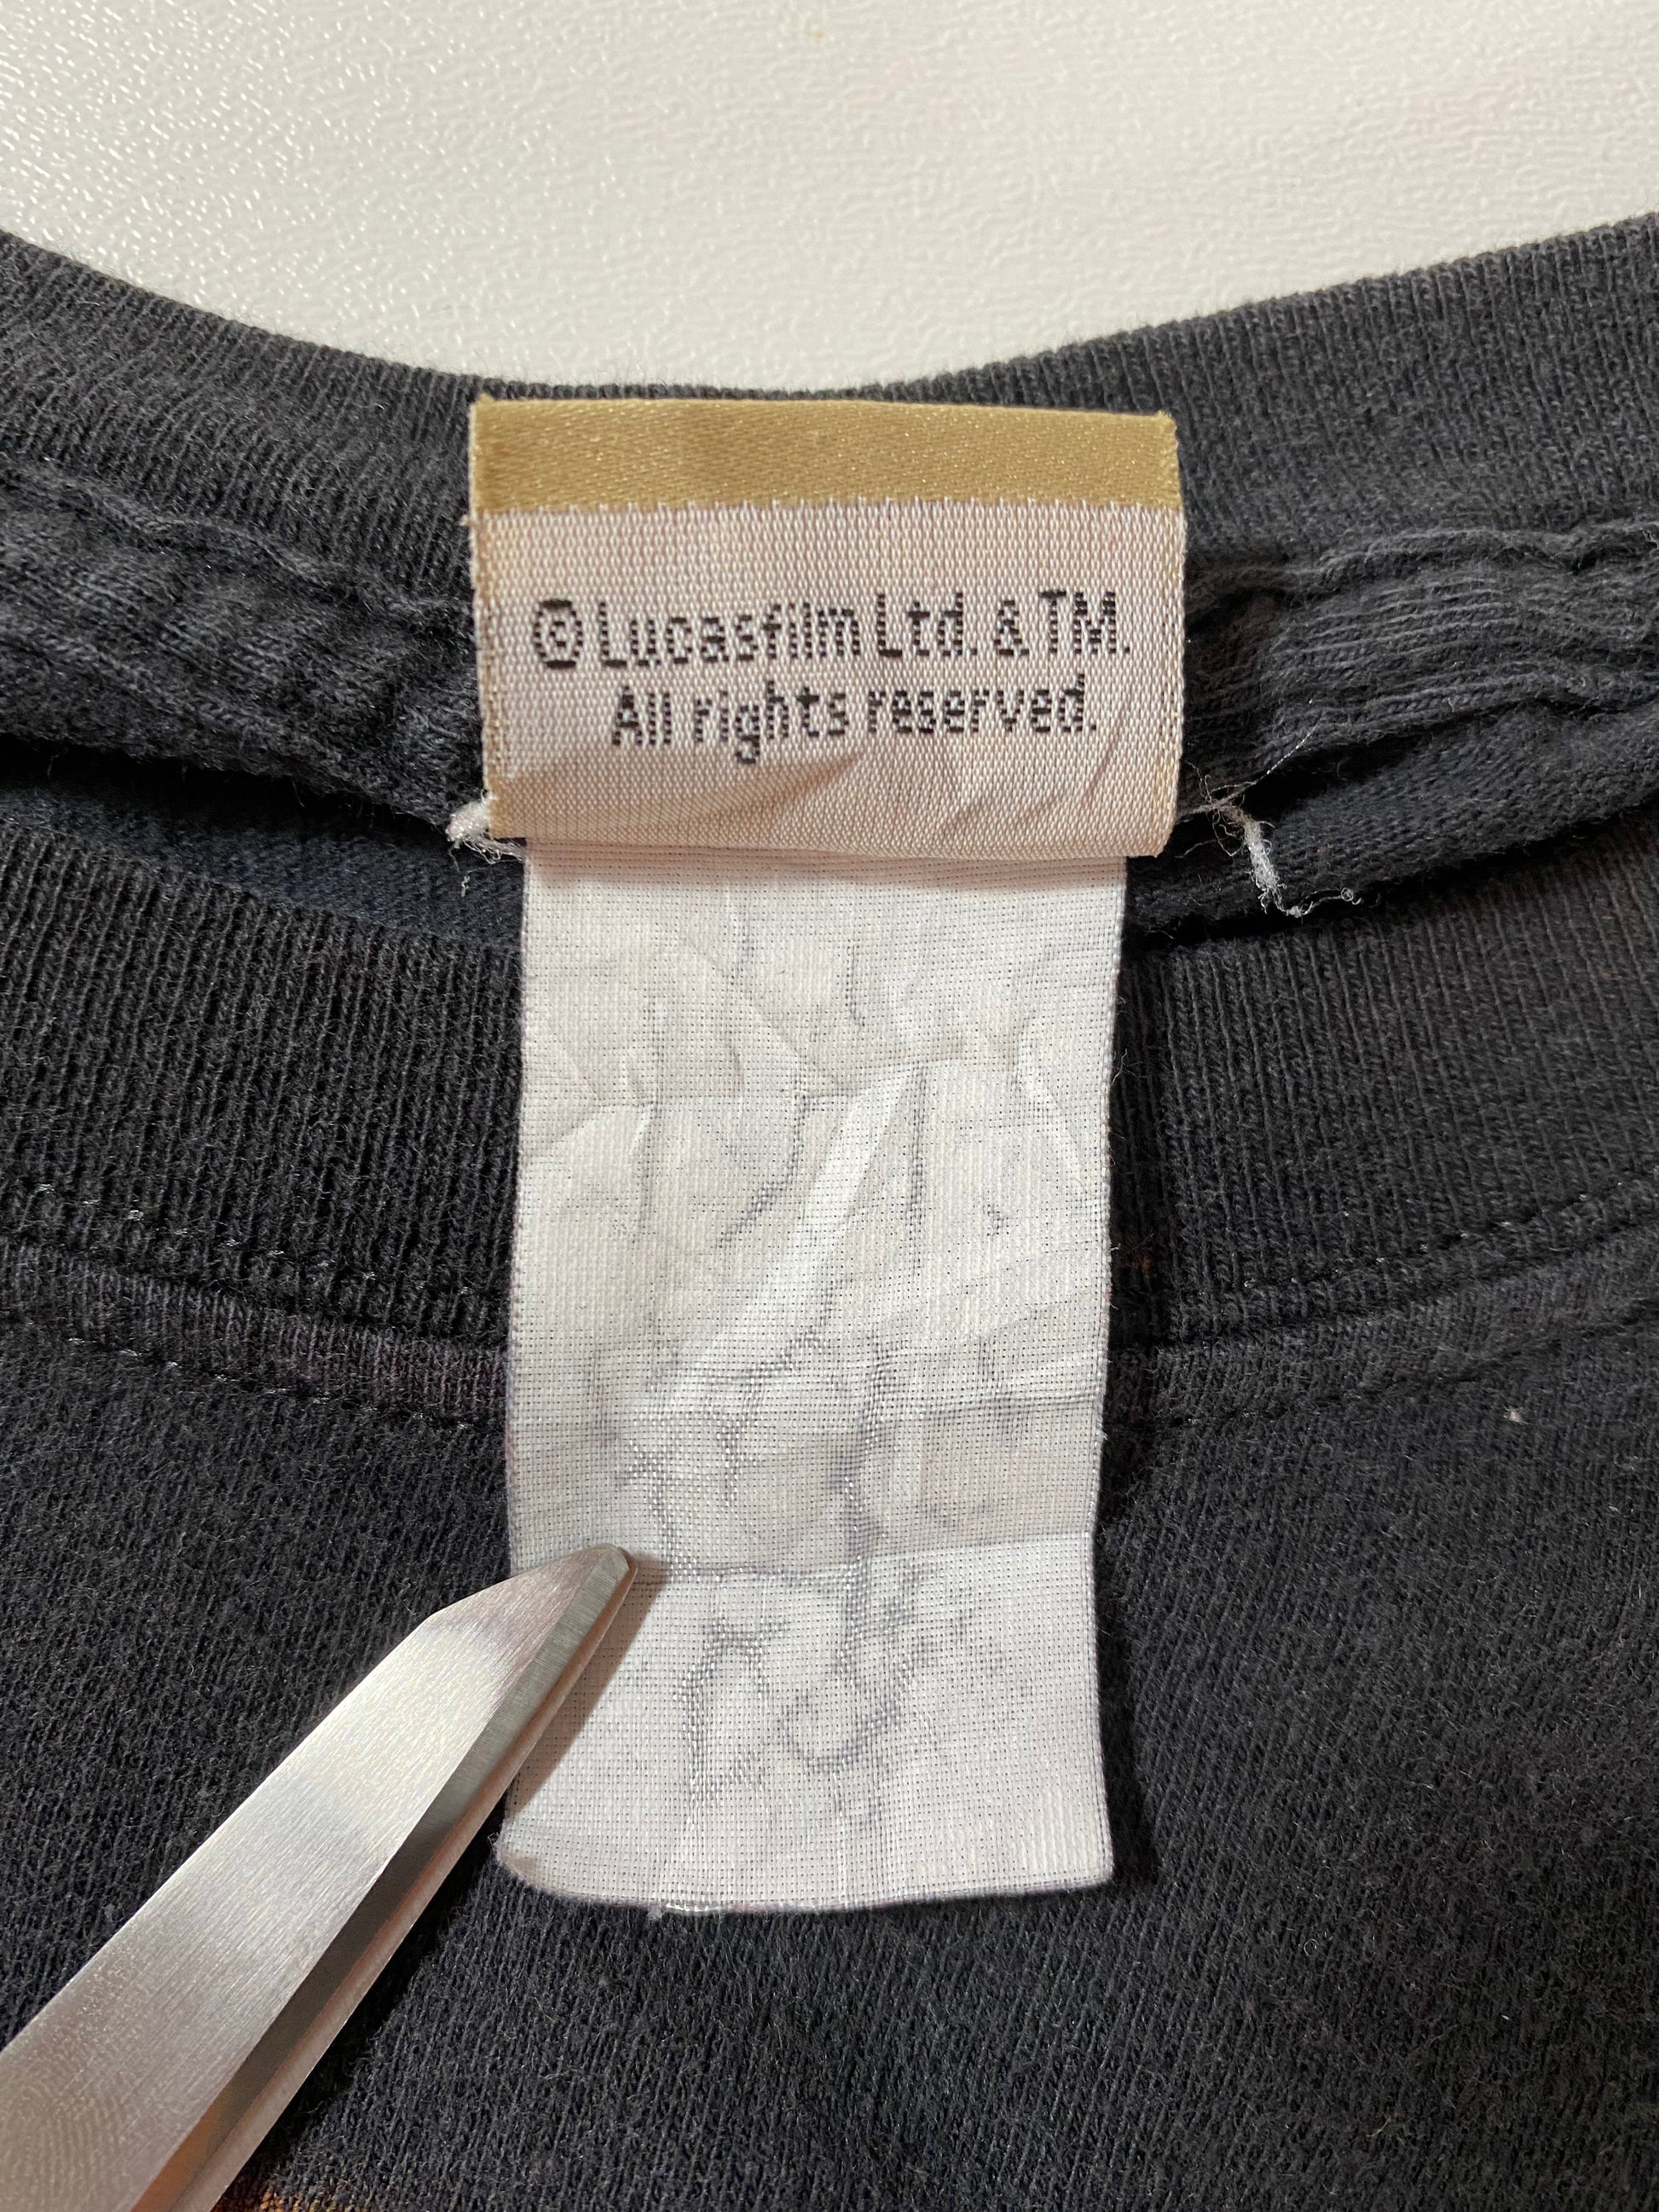 ©Lucasfilm Ltd. & TM.
All rights reserved.